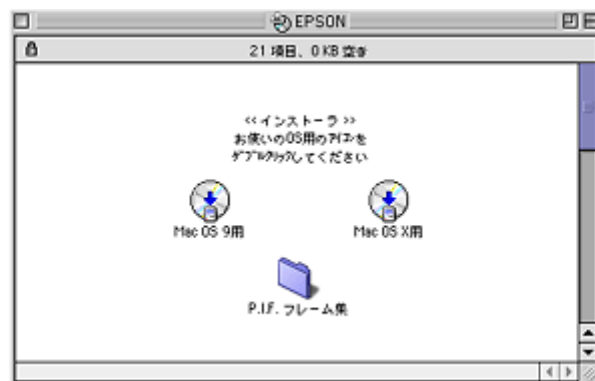 EPSON
21 項目、0 KB 空き
<<インストーラ>>
お使いのOS用のｱｲｺﾝを
ﾀﾞﾌﾞﾙｸﾘｯｸしてください
Mac OS 9用
Mac OS X用
P.I.F. フレーム集